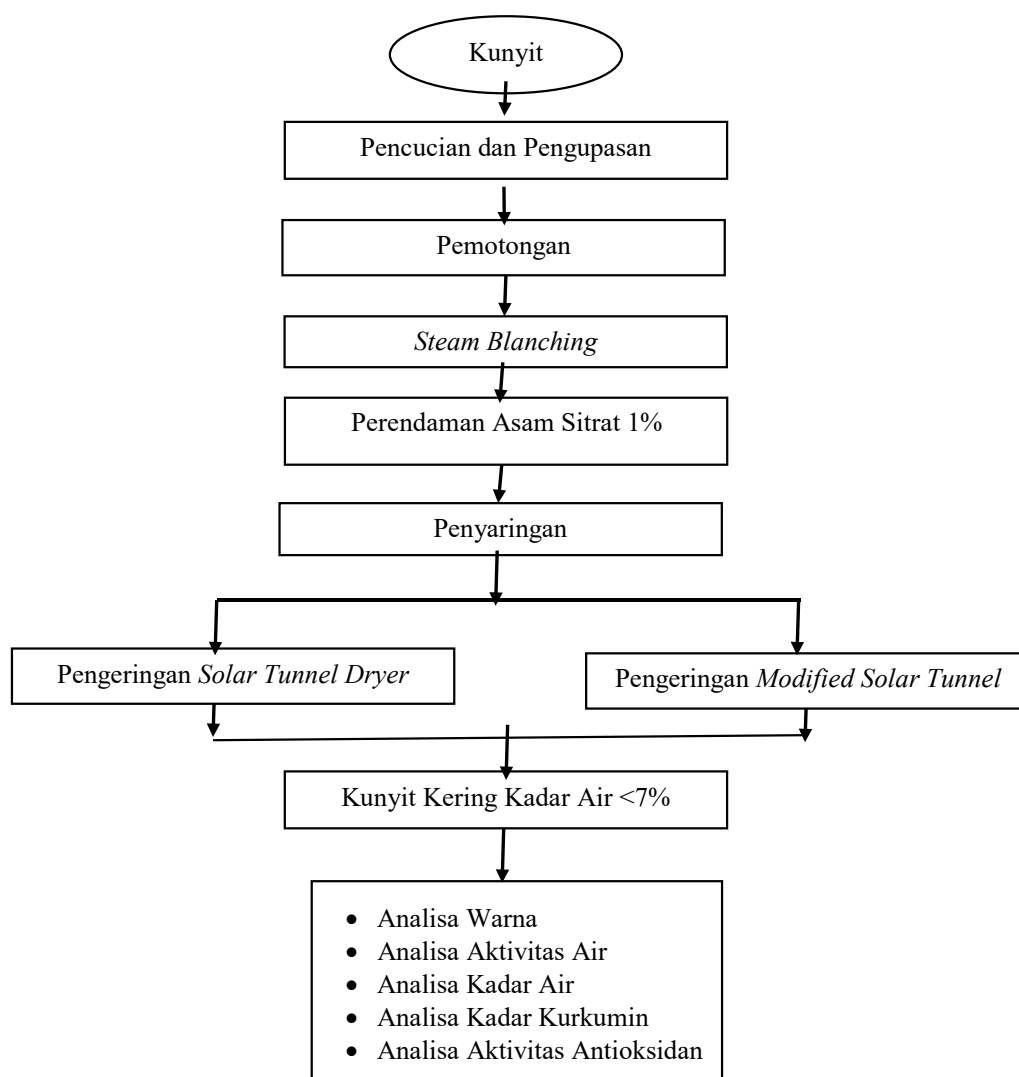 Kunyit
Pencucian dan Pengupasan
Pemotongan
Steam Blanching
Perendaman Asam Sitrat 1%
Penyaringan
Pengeringan Solar Tunnel Dryer
Pengeringan Modified Solar Tunnel
Kunyit Kering Kadar Air <7%
• Analisa Warna
• Analisa Aktivitas Air
• Analisa Kadar Air
• Analisa Kadar Kurkumin
• Analisa Aktivitas Antioksidan